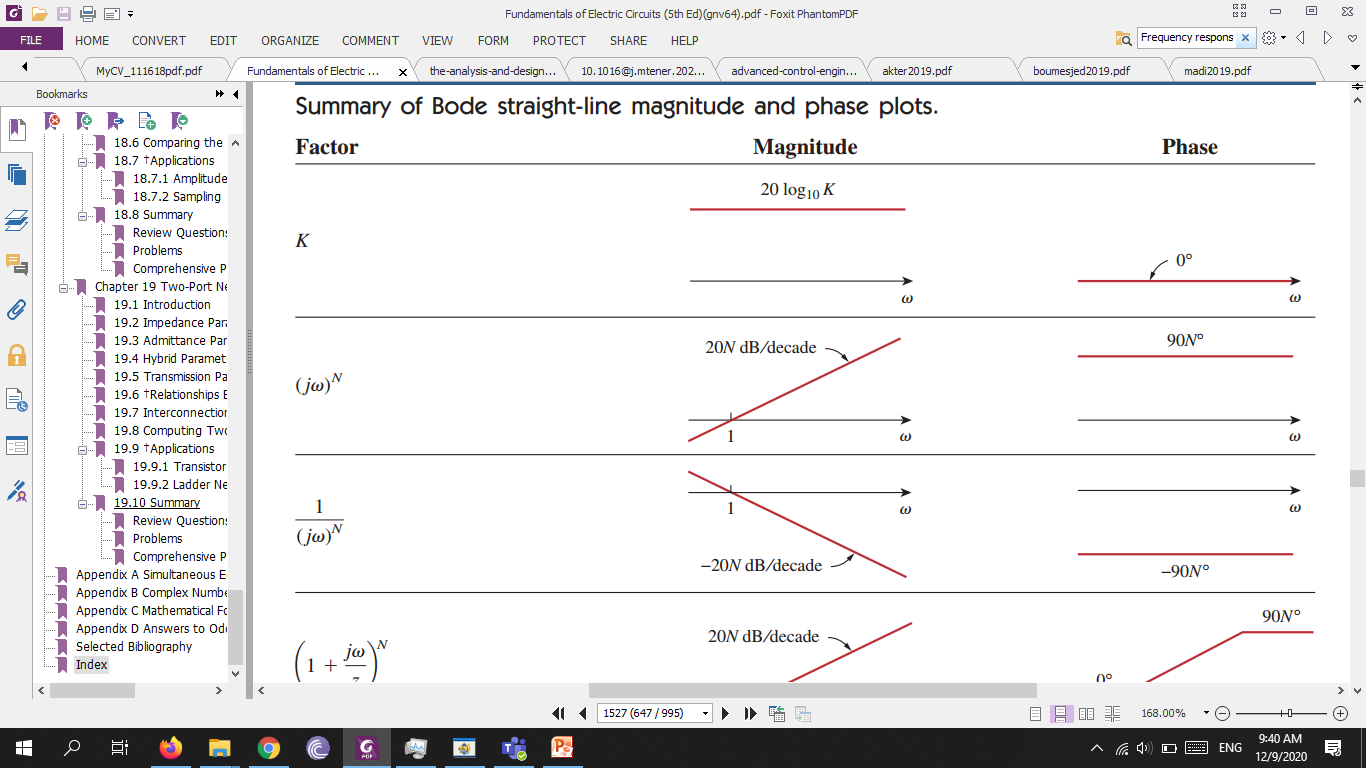 Fundamentals of Electric Circuits (5th Ed)(gnv64).pdf - Foxit PhantomPDF
FILE HOME CONVERT EDIT ORGANIZE COMMENT VIEW FORM PROTECT SHARE HELP
Frequency respons
MyCV_111618pdf.pdf
Fundamentals of Electric ...
the-analysis-and-design...
10.1016@j.mtener.202...
advanced-control-engin...
akter2019.pdf
boumesjed2019.pdf
madi2019.pdf
Bookmarks
18.6 Comparing the
18.7 †Applications
18.7.1 Amplitude
18.7.2 Sampling
18.8 Summary
Review Questions
Problems
Comprehensive P
Chapter 19 Two-Port Ne
19.1 Introduction
19.2 Impedance Para
19.3 Admittance Par
19.4 Hybrid Paramet
19.5 Transmission Pa
19.6 †Relationships B
19.7 Interconnection
19.8 Computing Two
19.9 †Applications
19.9.1 Transistor
19.9.2 Ladder Ne
19.10 Summary
Review Questions
Problems
Comprehensive P
Appendix A Simultaneous E
Appendix B Complex Numbe
Appendix C Mathematical Fo
Appendix D Answers to Od
Selected Bibliography
Index
Summary of Bode straight-line magnitude and phase plots.
Factor Magnitude Phase
20 log10 K
K
0°
ω ω
20N dB/decade
90N°
(jω)^N
1 ω ω
1/(jω)^N
1 ω ω
−20N dB/decade
−90N°
20N dB/decade
90N°
(1 + jω/z)^N
0°
1527 (647 / 995)
168.00%
PDF
ENG
9:40 AM
12/9/2020